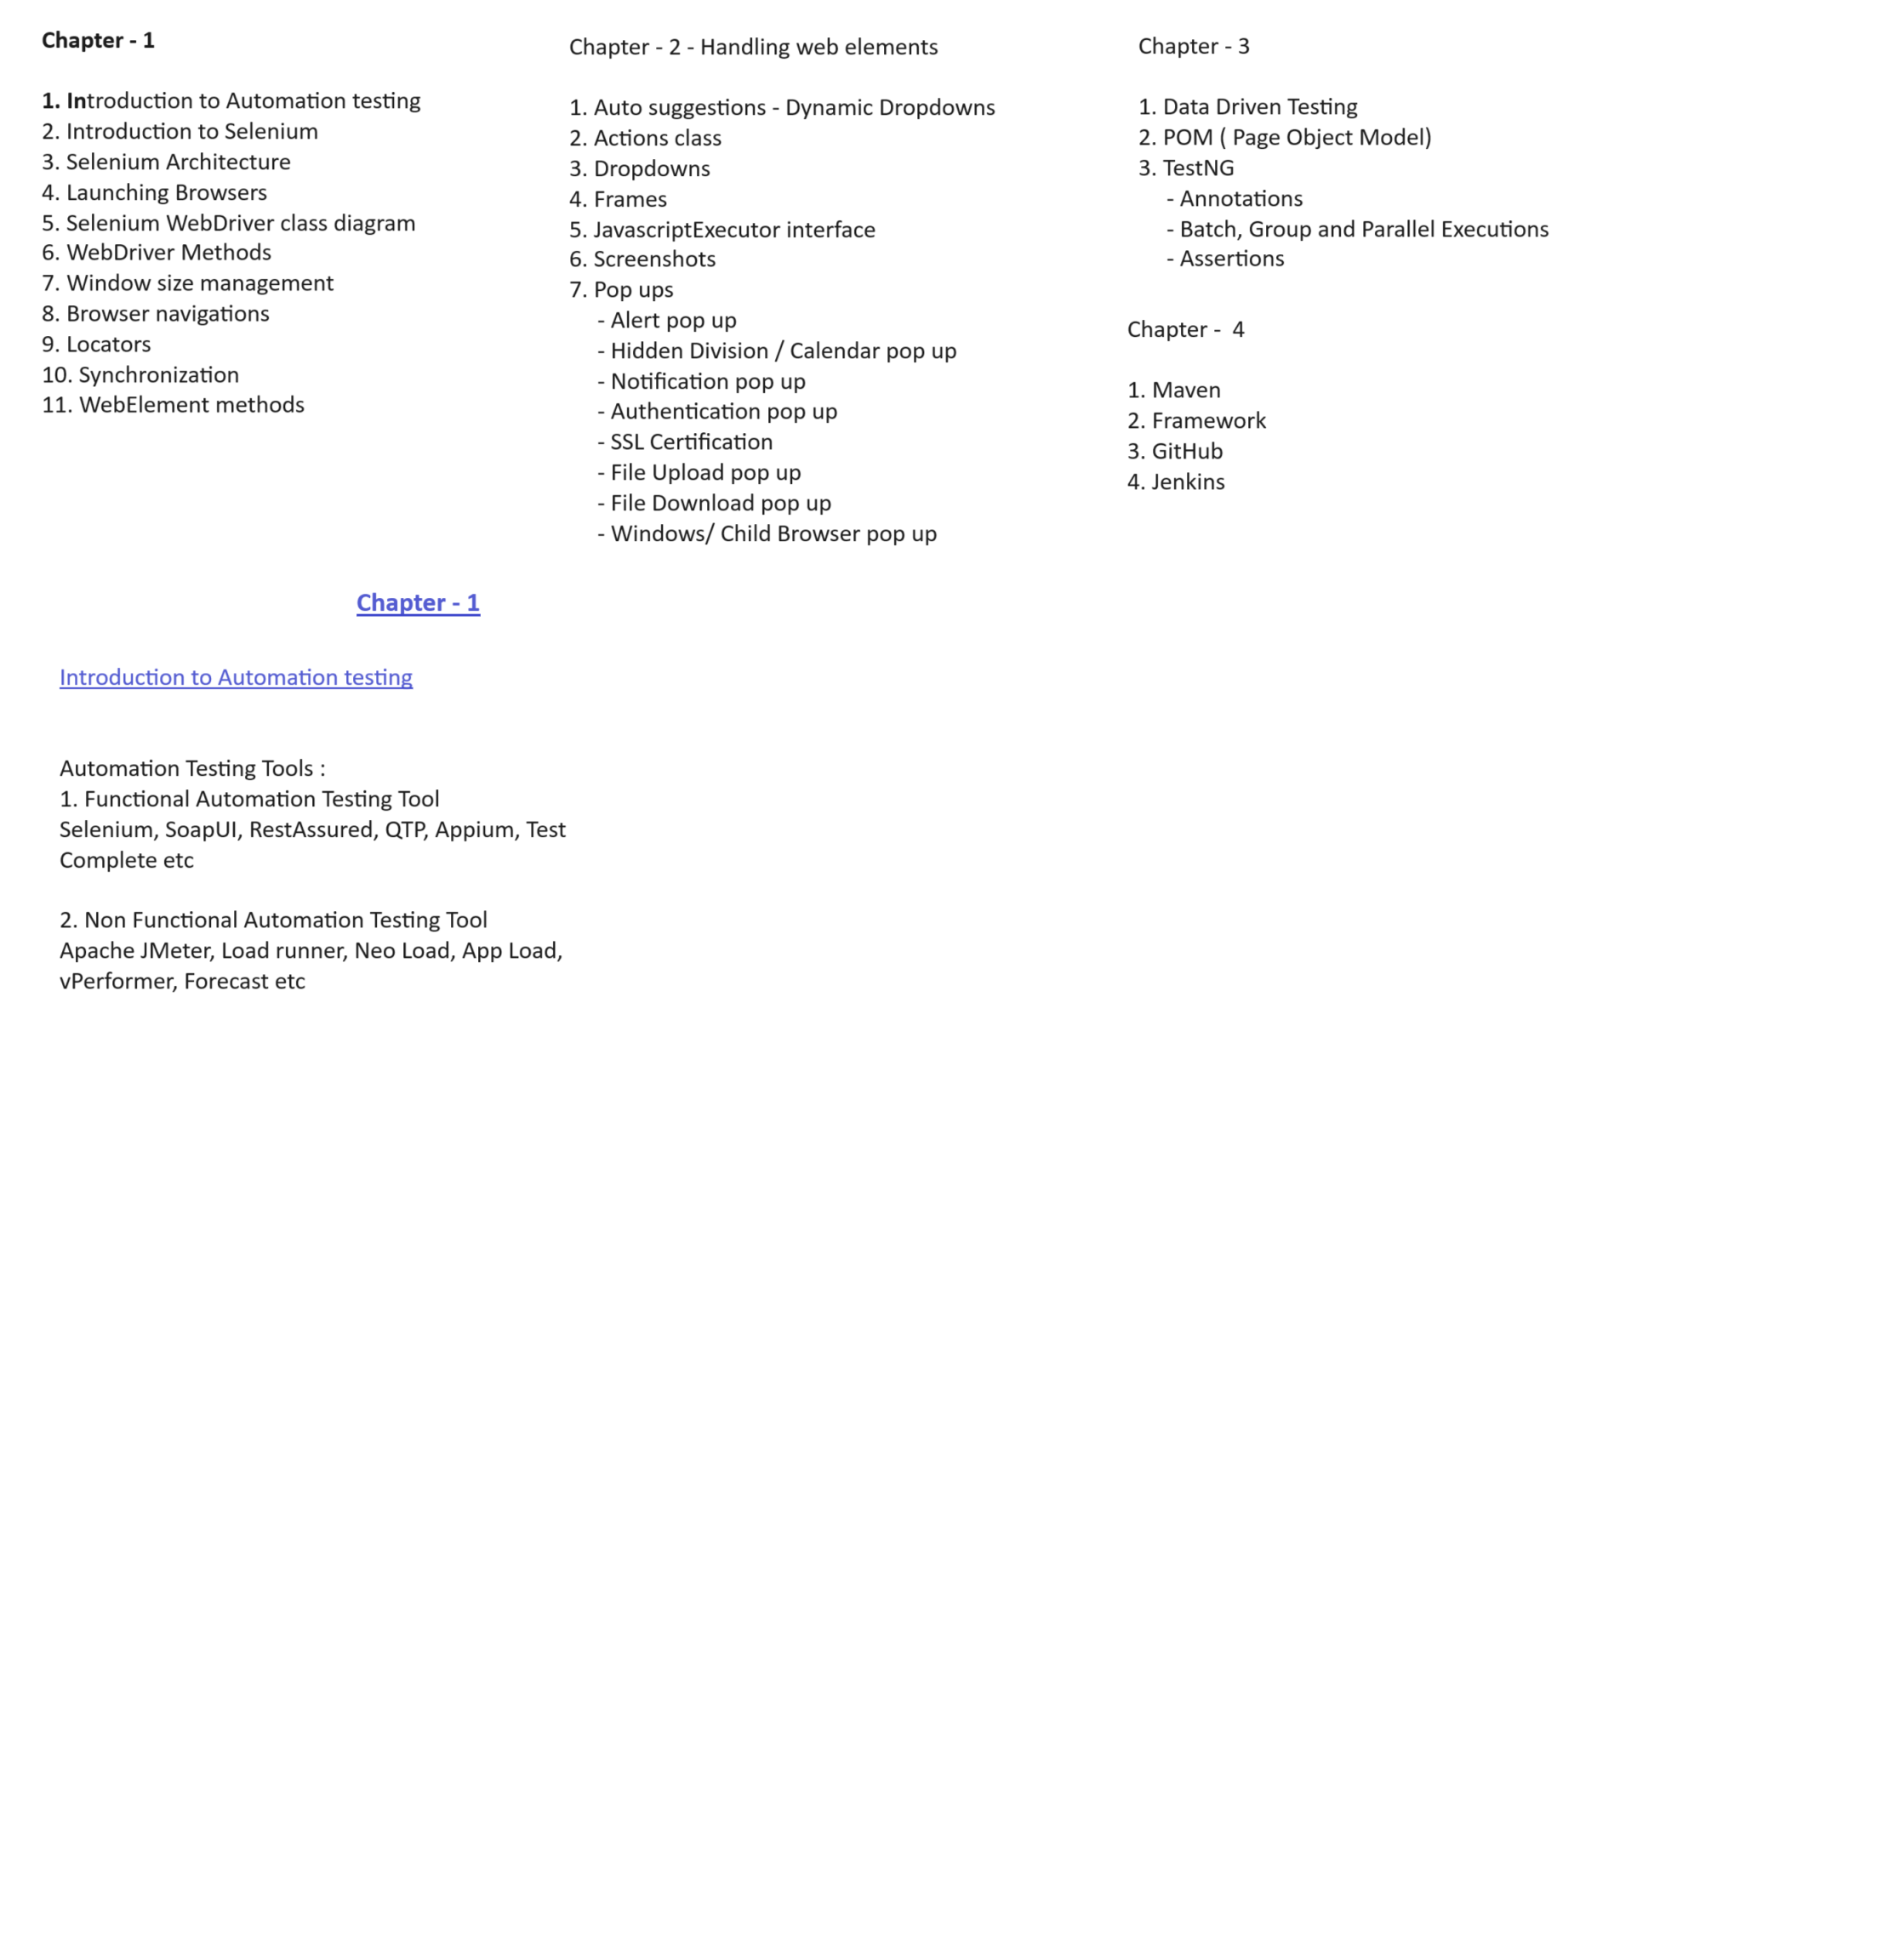 Chapter - 1
1. Introduction to Automation testing
2. Introduction to Selenium
3. Selenium Architecture
4. Launching Browsers
5. Selenium WebDriver class diagram
6. WebDriver Methods
7. Window size management
8. Browser navigations
9. Locators
10. Synchronization
11. WebElement methods
Chapter - 2 - Handling web elements
1. Auto suggestions - Dynamic Dropdowns
2. Actions class
3. Dropdowns
4. Frames
5. JavascriptExecutor interface
6. Screenshots
7. Pop ups
- Alert pop up
- Hidden Division / Calendar pop up
- Notification pop up
- Authentication pop up
- SSL Certification
- File Upload pop up
- File Download pop up
- Windows/ Child Browser pop up
Chapter - 3
1. Data Driven Testing
2. POM ( Page Object Model)
3. TestNG
- Annotations
- Batch, Group and Parallel Executions
- Assertions
Chapter -  4
1. Maven
2. Framework
3. GitHub
4. Jenkins
Chapter - 1
Introduction to Automation testing
Automation Testing Tools :
1. Functional Automation Testing Tool
Selenium, SoapUI, RestAssured, QTP, Appium, Test
Complete etc
2. Non Functional Automation Testing Tool
Apache JMeter, Load runner, Neo Load, App Load,
vPerformer, Forecast etc